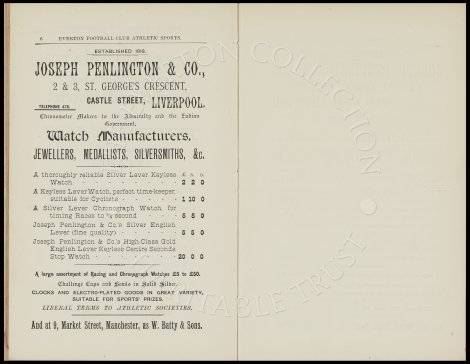 6 EVERTON FOOTBALL CLUB ATHLETIC SPORTS.
ESTABLISHED 1818.
JOSEPH PENLINGTON & CO.,
2 & 3, ST. GEORGE'S CRESCENT,
TELEPHONE 475. CASTLE STREET, LIVERPOOL.
Chronometer Makers to the Admiralty and the Indian
Government.
Watch Manufacturers,
JEWELLERS, MEDALLISTS, SILVERSMITHS, &c.
A thoroughly reliable Silver Lever Keyless £ s. D.
Watch - - - - 2 2 0
A Keyless Lever Watch, perfect time-keeper,
suitable for Cyclists - - - - 1 10 0
A Silver Lever Chronograph Watch, for
timing Races to ⅕ second - - - 5 5 0
Joseph Penlington & Co.'s Silver English
Lever (fine quality) - - - - 5 5 0
Joseph Penlington & Co.'s High-Class Gold
English Lever Keyless Centre Seconds
Stop Watch - - - - 20 0 0
A large assortment of Racing and Chronograph Watches £5 to £50.
Challenge Cups and Bowls in Solid Silver.
CLOCKS AND ELECTRO-PLATED GOODS IN GREAT VARIETY,
SUITABLE FOR SPORTS' PRIZES.
LIBERAL TERMS TO ATHLETIC SOCIETIES.
And at 9, Market Street, Manchester, as W. Batty & Sons.
COLLECTION
CHARITABLE TRUST